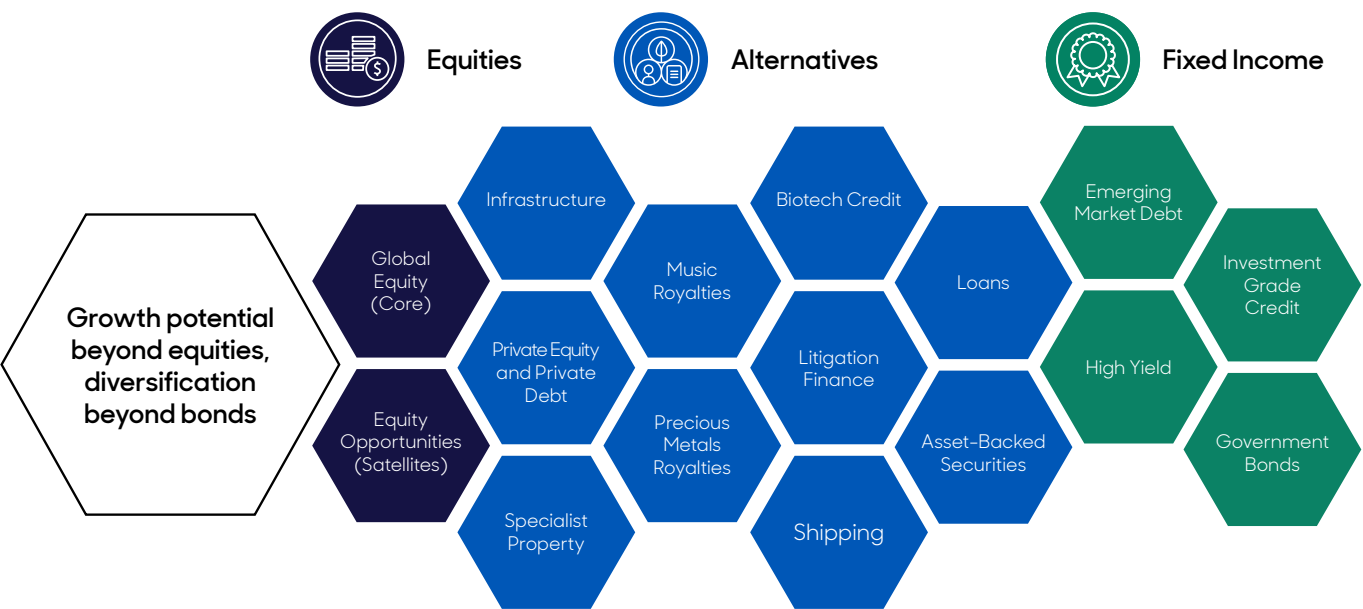 Equities
Alternatives
Fixed Income
Growth potential
beyond equities,
diversification
beyond bonds
Global
Equity
(Core)
Equity
Opportunities
(Satellites)
Infrastructure
Private Equity
and Private
Debt
Specialist
Property
Music
Royalties
Precious
Metals
Royalties
Biotech Credit
Litigation
Finance
Shipping
Loans
Asset-Backed
Securities
Emerging
Market Debt
High Yield
Investment
Grade
Credit
Government
Bonds